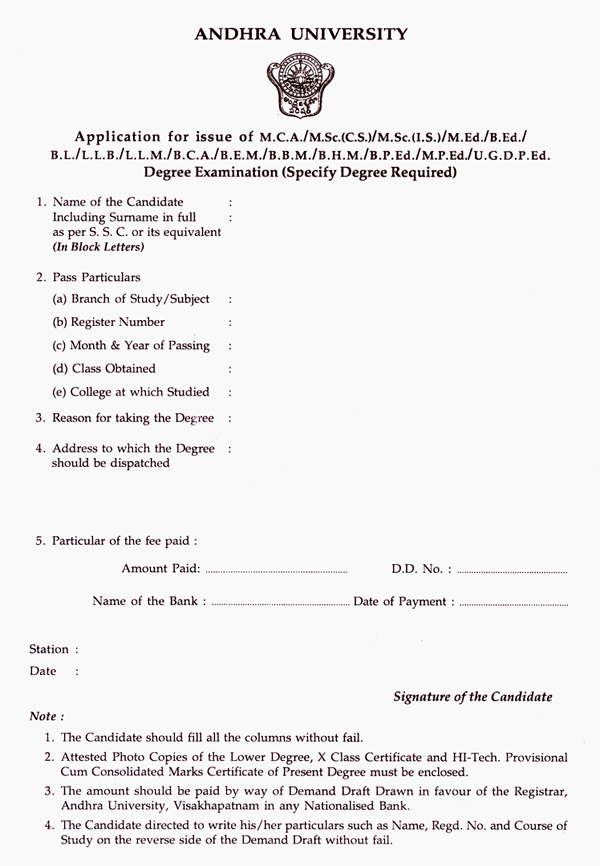 ANDHRA UNIVERSITY
Application for issue of M.C.A./M.Sc.(C.S.)/M.Sc.(I.S.)/M.Ed./B.Ed./
B.L./L.L.B./L.L.M./B.C.A./B.E.M./B.B.M./B.H.M./B.P.Ed./M.P.Ed./U.G.D.P.Ed.
Degree Examination (Specify Degree Required)
1. Name of the Candidate :
Including Surname in full :
as per S. S. C. or its equivalent
(In Block Letters)
2. Pass Particulars
(a) Branch of Study/Subject :
(b) Register Number :
(c) Month & Year of Passing :
(d) Class Obtained :
(e) College at which Studied :
3. Reason for taking the Degree :
4. Address to which the Degree :
should be dispatched
5. Particular of the fee paid :
Amount Paid: ........................................ D.D. No. : ................................
Name of the Bank : ........................................ Date of Payment : ................................
Station :
Date :
Signature of the Candidate
Note :
1. The Candidate should fill all the columns without fail.
2. Attested Photo Copies of the Lower Degree, X Class Certificate and HI-Tech. Provisional
Cum Consolidated Marks Certificate of Present Degree must be enclosed.
3. The amount should be paid by way of Demand Draft Drawn in favour of the Registrar,
Andhra University, Visakhapatnam in any Nationalised Bank.
4. The Candidate directed to write his/her particulars such as Name, Regd. No. and Course of
Study on the reverse side of the Demand Draft without fail.